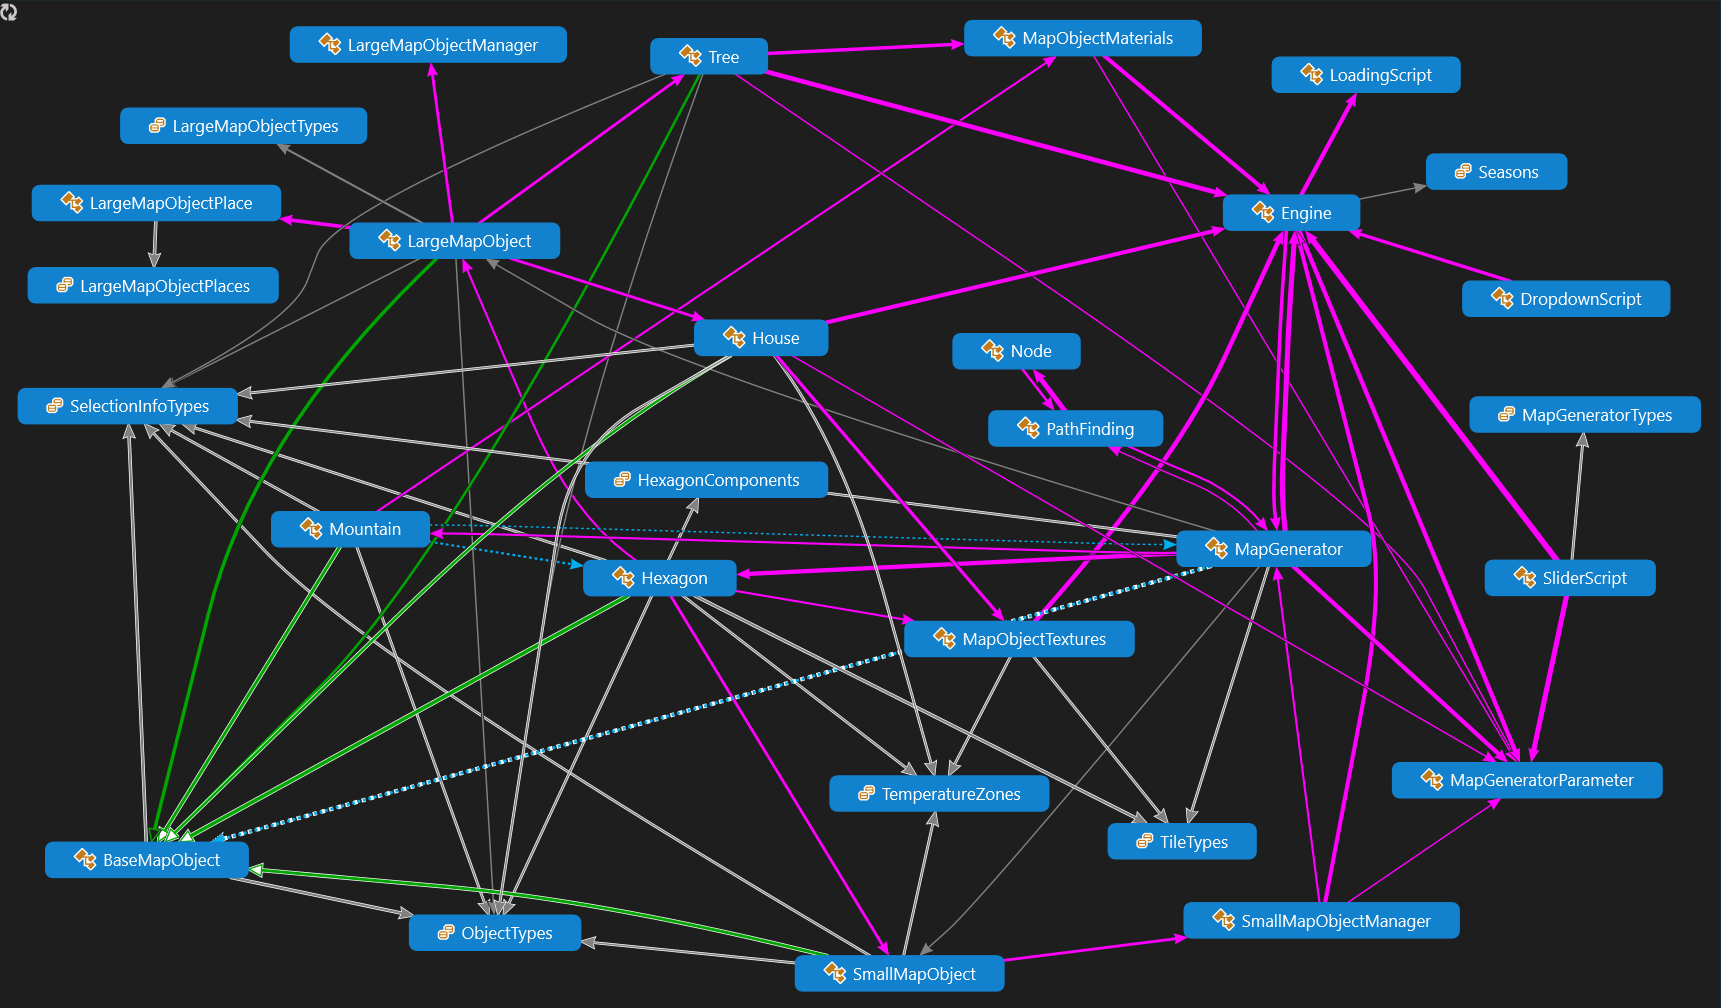 MapObjectMaterials
LargeMapObjectManager
Tree
LoadingScript
LargeMapObjectTypes
Seasons
LargeMapObjectPlace
Engine
LargeMapObject
LargeMapObjectPlaces
DropdownScript
House
Node
SelectionInfoTypes
MapGeneratorTypes
PathFinding
HexagonComponents
Mountain
MapGenerator
Hexagon
SliderScript
MapObjectTextures
MapGeneratorParameter
TemperatureZones
TileTypes
BaseMapObject
SmallMapObjectManager
ObjectTypes
SmallMapObject